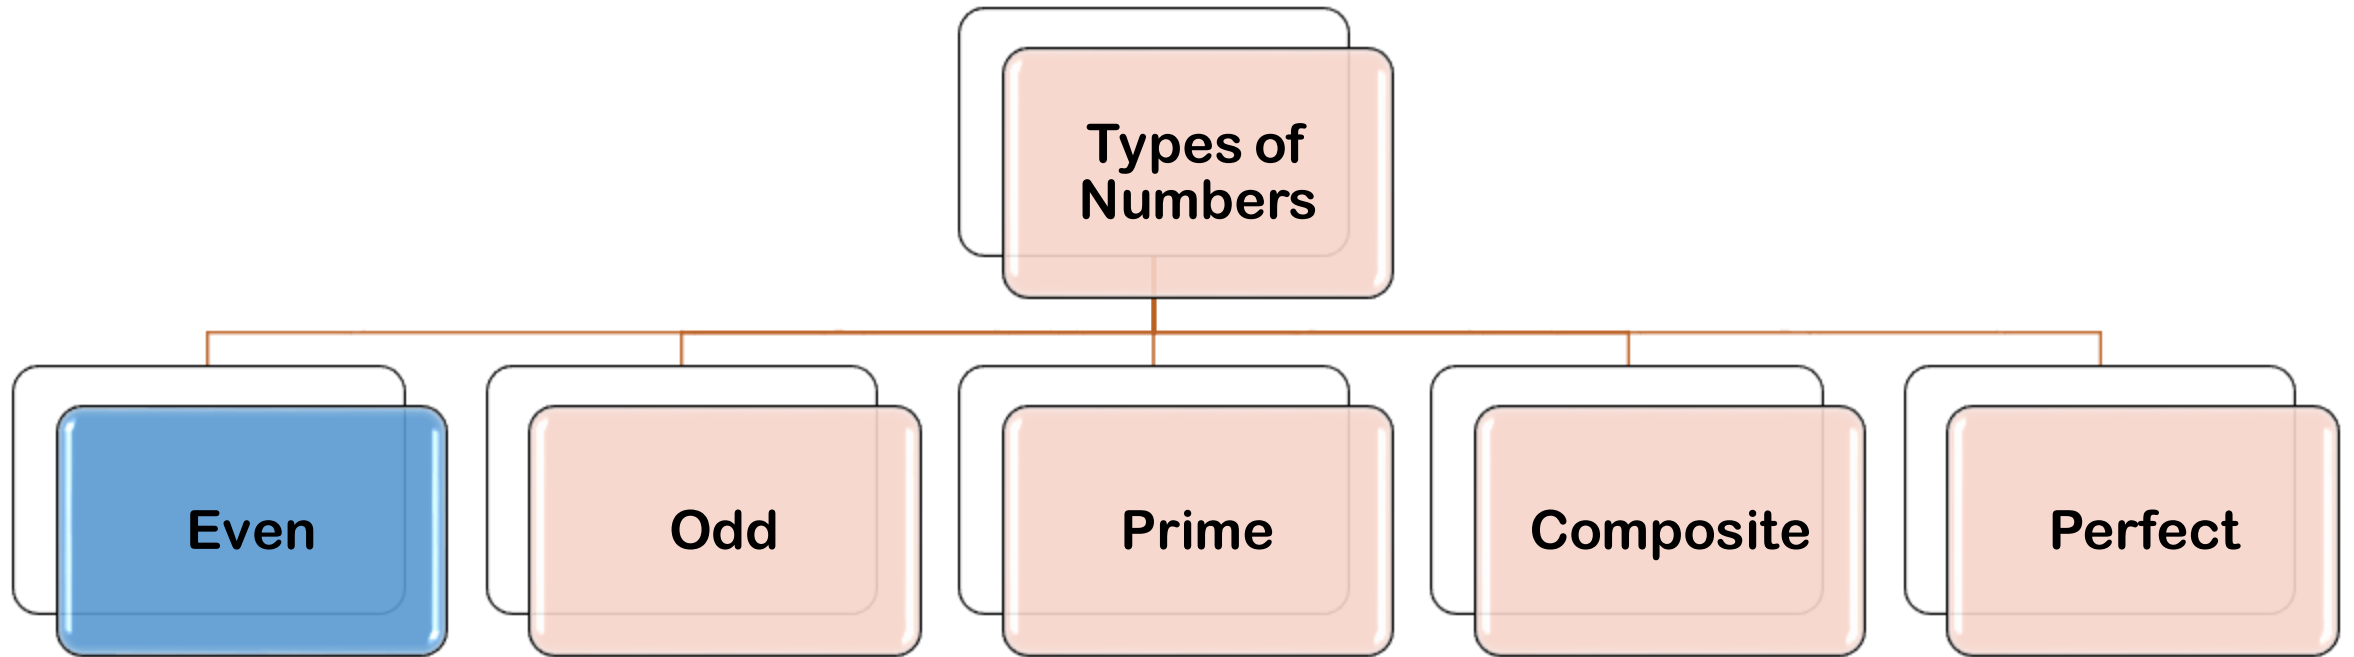 Types of
Numbers
Even
Odd
Prime
Composite
Perfect